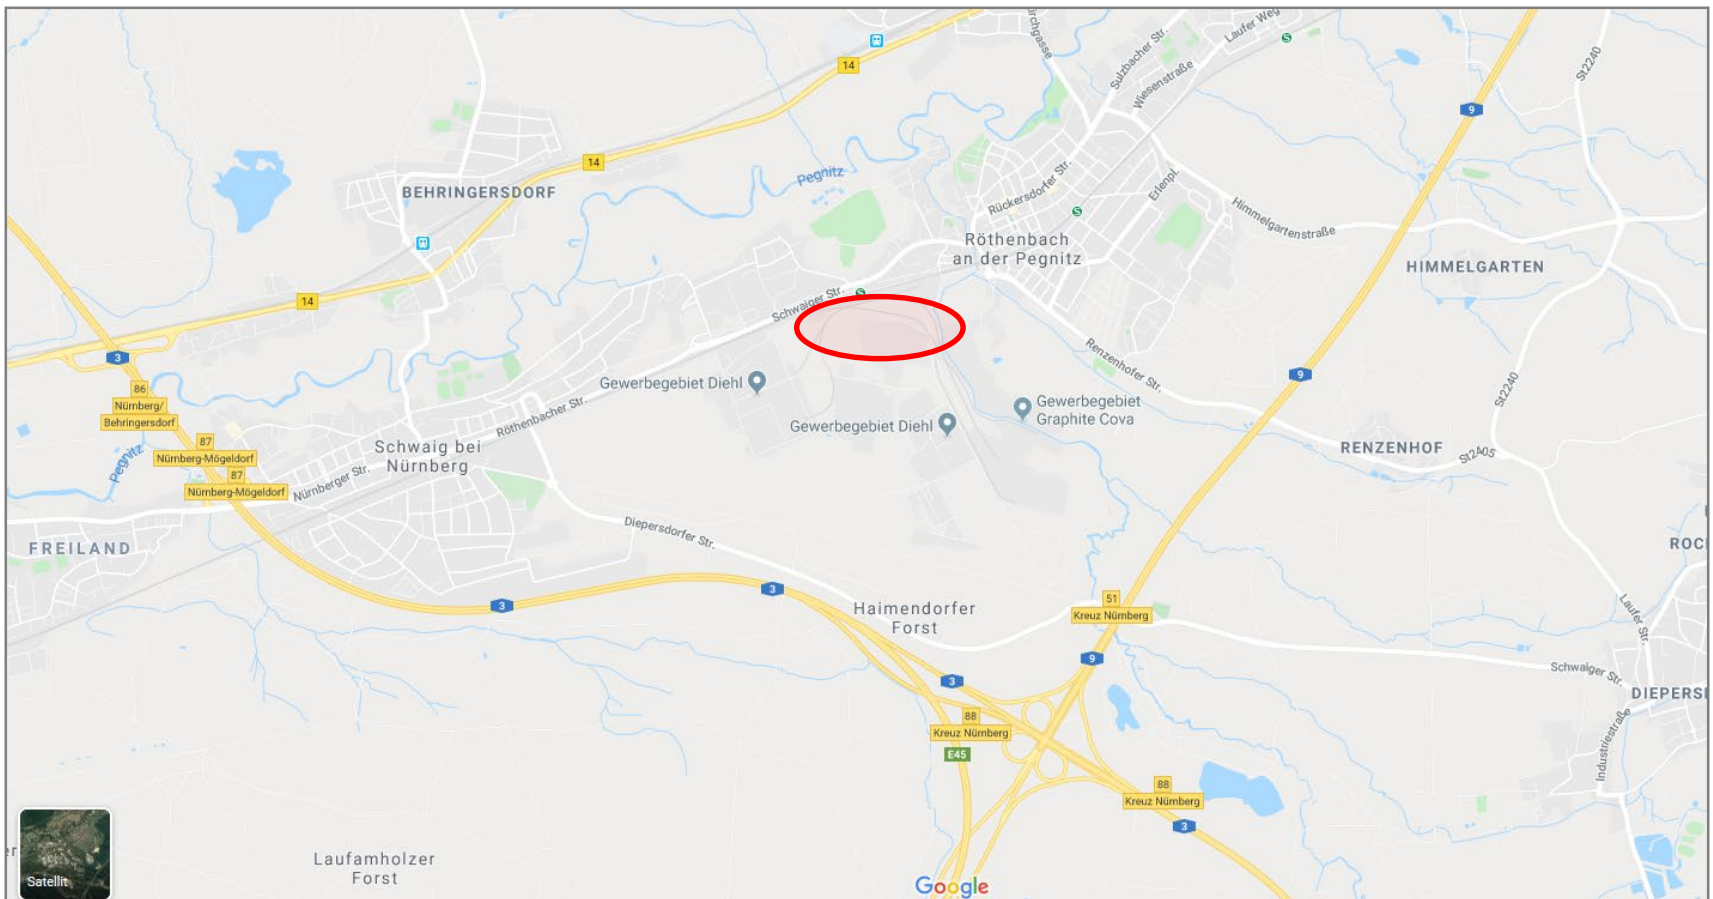 Kirchgasse
Laufer Weg
Sulzbacher Str.
Wiesenstraße
St2240
14
9
14
BEHRINGERSDORF
Pegnitz
Rückersdorfer Str.
Erlenpl.
Himmelgartenstraße
Röthenbach
an der Pegnitz
HIMMELGARTEN
14
Schwaiger Str.
3
Renzenhofer Str.
9
St2240
86
Nürnberg/
Behringersdorf
Gewerbegebiet Diehl
Gewerbegebiet
Graphite Cova
Gewerbegebiet Diehl
Röthenbacher Str.
87
Nürnberg-Mögeldorf
87
Nürnberg-Mögeldorf
Pegnitz
Schwaig bei
Nürnberg
Nürnberger Str.
RENZENHOF
St2405
Diepersdorfer Str.
FREILAND
ROC
3
3
Haimendorfer
Forst
51
Kreuz Nürnberg
Laufer Str.
9
3
Schwaiger Str.
DIEPERS
88
Kreuz Nürnberg
E45
Industriestraße
88
Kreuz Nürnberg
3
Laufamholzer
Forst
Satellit
Google